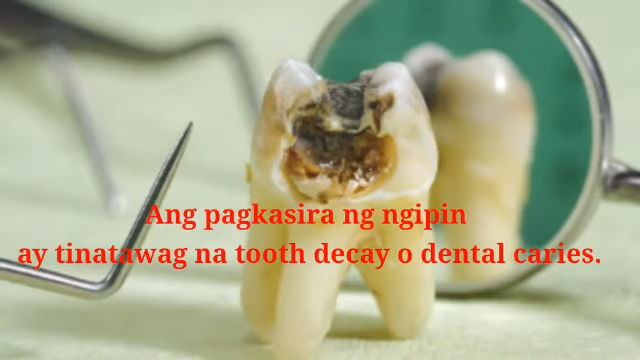 Ang pagkasira ng ngipin
ay tinatawag na tooth decay o dental caries.